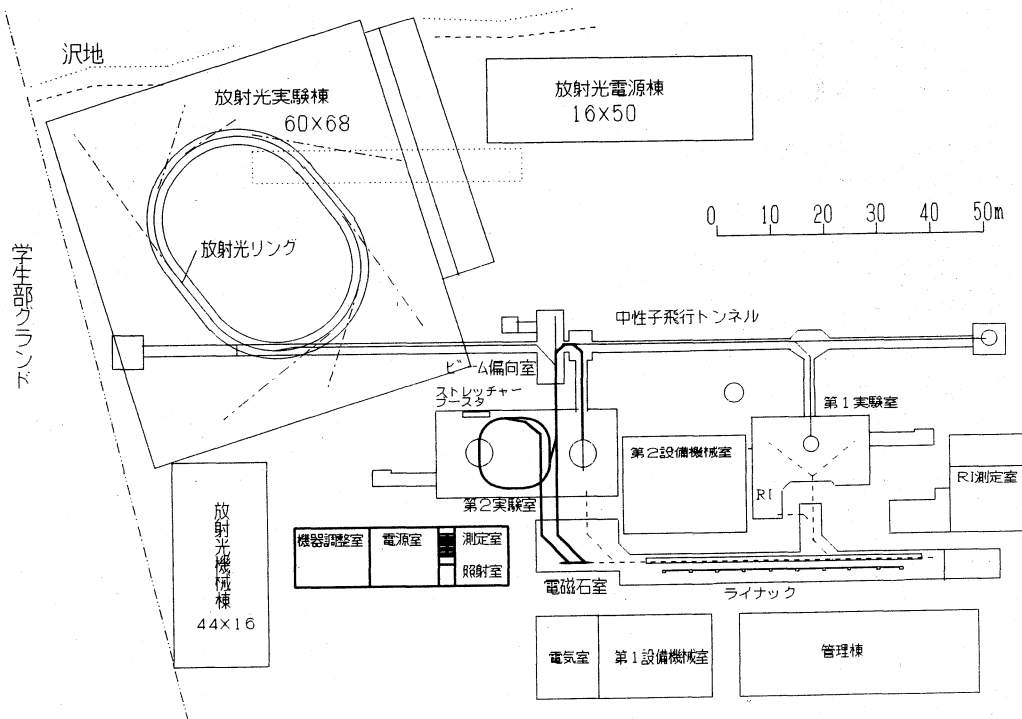 沢地
放射光実験棟
60×68
放射光電源棟
16×50
0 10 20 30 40 50m
放射光リング
学生部グランド
中性子飛行トンネル
ビーム偏向室
ストレッチャー
ブースタ
第1実験室
第2設備機械室
RI
RI測定室
第2実験室
放射光機械棟
44×16
機器調整室
電源室
測定室
照射室
電磁石室
ライナック
電気室
第1設備機械室
管理棟